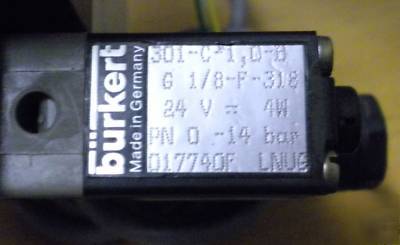 bürkert
Made in Germany
301-C-1,0-B
G 1/8-F-318
24 V = 4W
PN 0 -14 bar
017740F LNUG